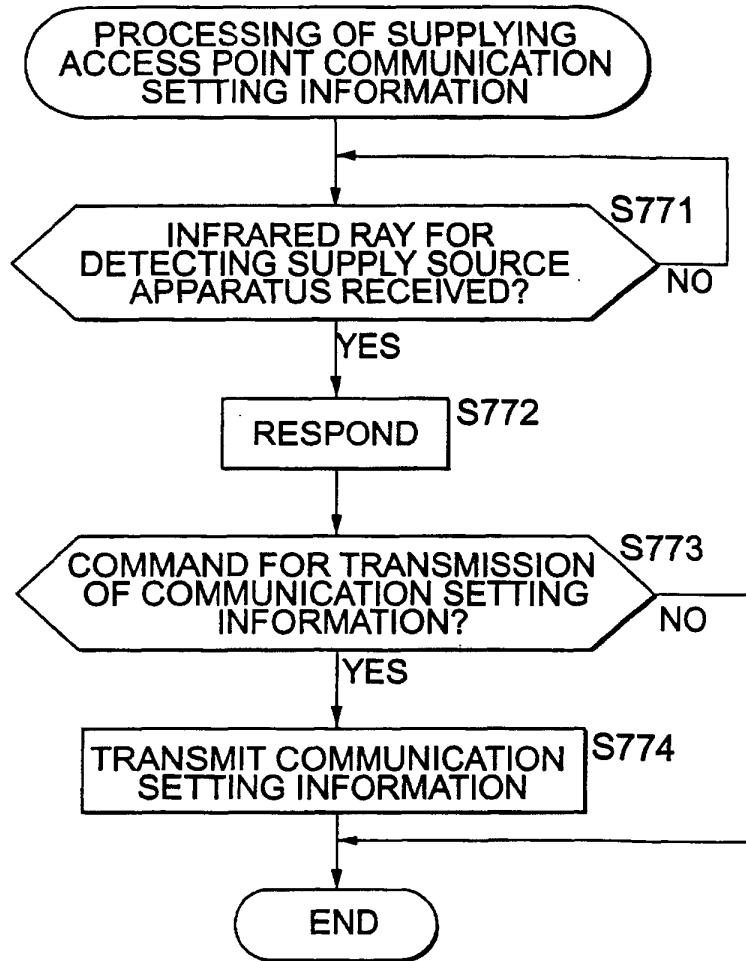 PROCESSING OF SUPPLYING
ACCESS POINT COMMUNICATION
SETTING INFORMATION
S771
INFRARED RAY FOR
DETECTING SUPPLY SOURCE
APPARATUS RECEIVED?
NO
YES
S772
RESPOND
S773
COMMAND FOR TRANSMISSION
OF COMMUNICATION SETTING
INFORMATION?
NO
YES
S774
TRANSMIT COMMUNICATION
SETTING INFORMATION
END